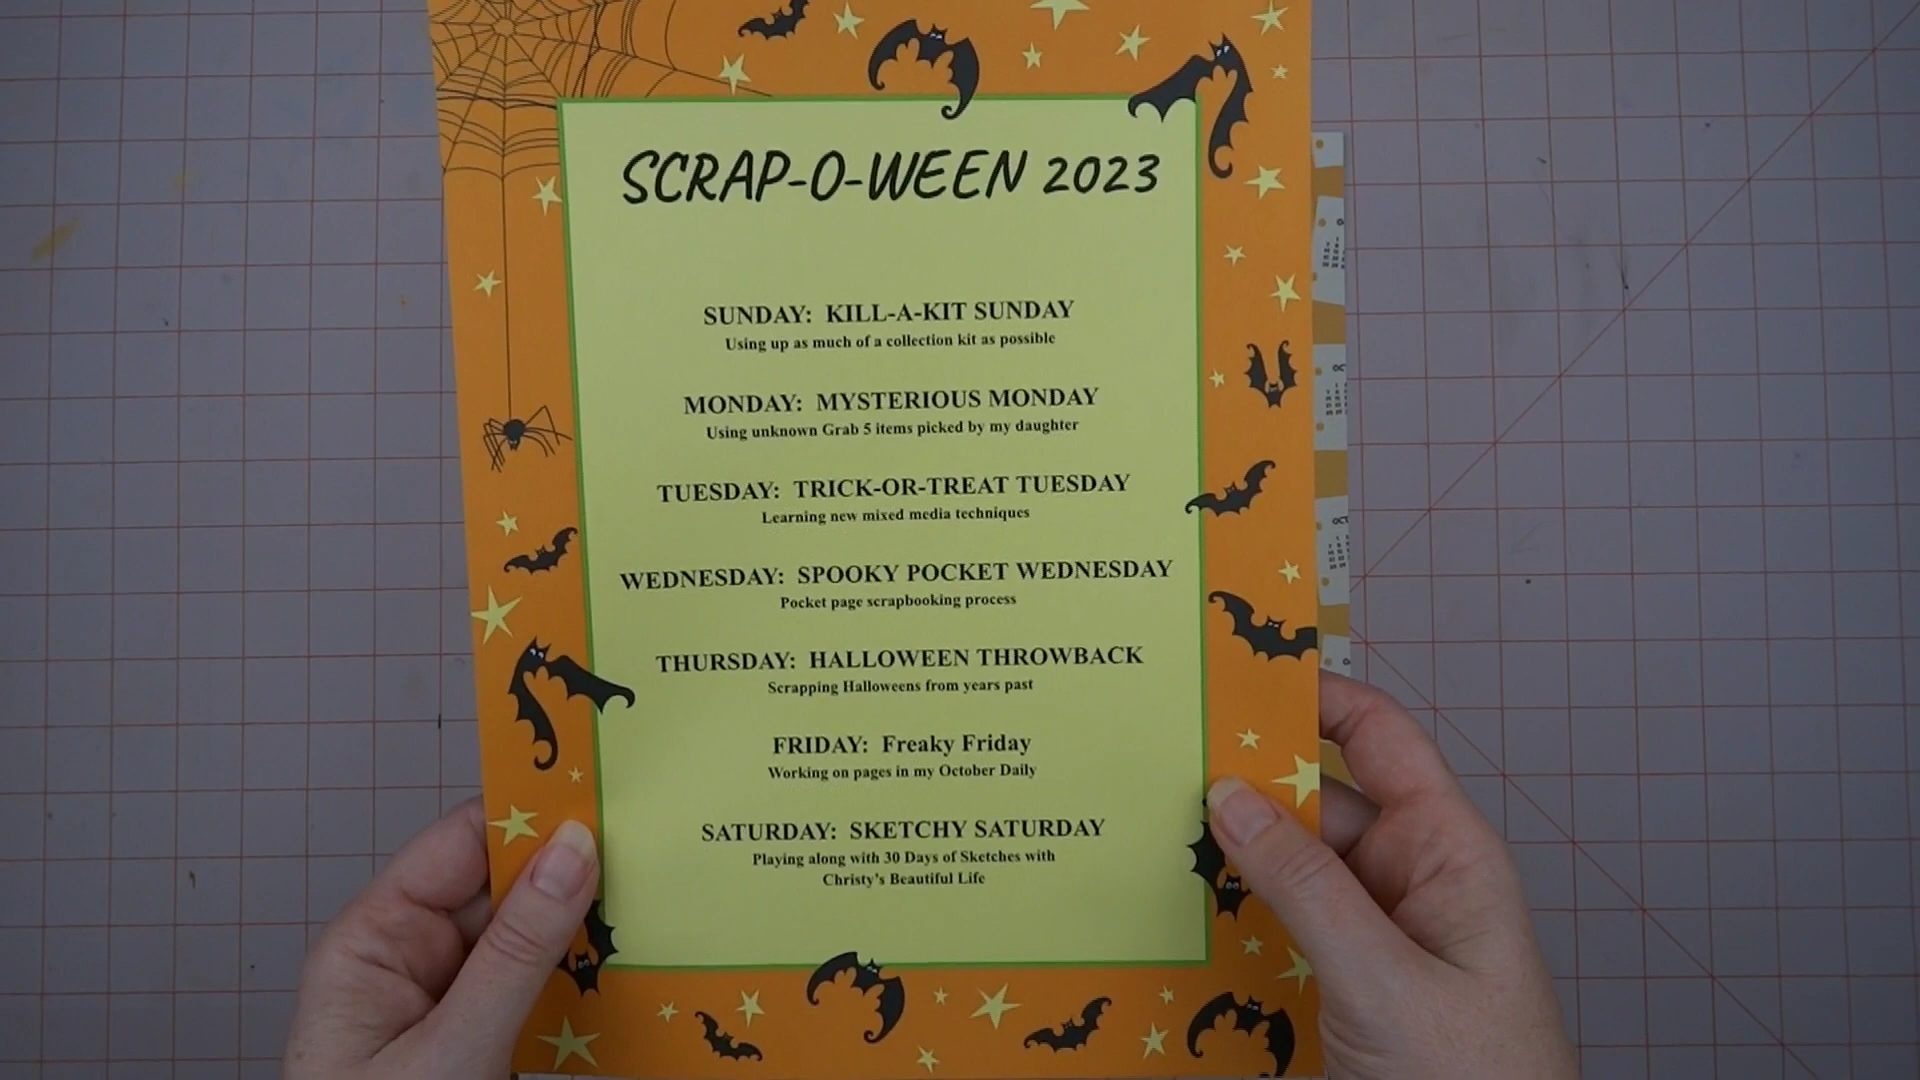 SCRAP-O-WEEN 2023
SUNDAY: KILL-A-KIT SUNDAY
Using up as much of a collection kit as possible
MONDAY: MYSTERIOUS MONDAY
Using unknown Grab 5 items picked by my daughter
TUESDAY: TRICK-OR-TREAT TUESDAY
Learning new mixed media techniques
WEDNESDAY: SPOOKY POCKET WEDNESDAY
Pocket page scrapbooking process
THURSDAY: HALLOWEEN THROWBACK
Scrapping Halloweens from years past
FRIDAY: Freaky Friday
Working on pages in my October Daily
SATURDAY: SKETCHY SATURDAY
Playing along with 30 Days of Sketches with
Christy's Beautiful Life